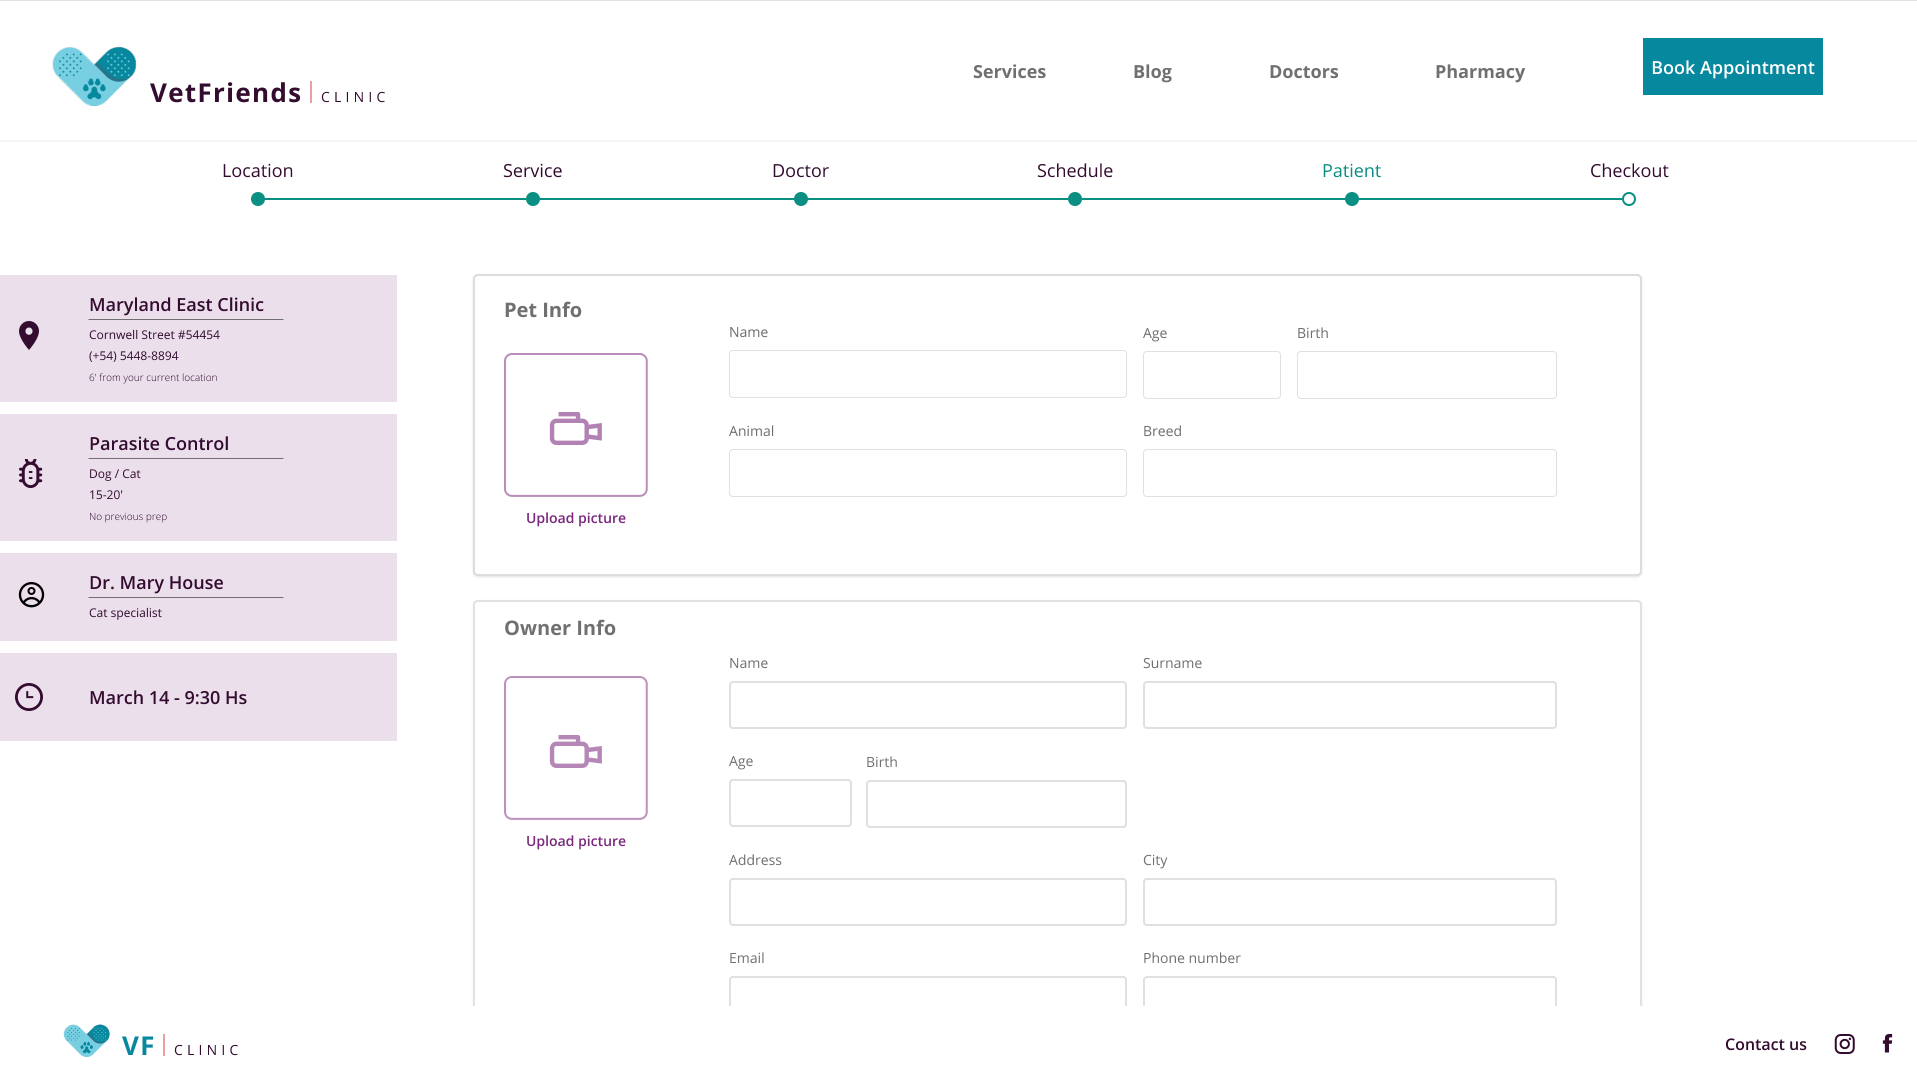 VetFriends CLINIC
Services Blog Doctors Pharmacy Book Appointment
Location Service Doctor Schedule Patient Checkout
Maryland East Clinic
Cornwell Street #54454
(+54) 5448-8894
6' from your current location
Parasite Control
Dog / Cat
15-20'
No previous prep
Dr. Mary House
Cat specialist
March 14 - 9:30 Hs
Pet Info
Name Age Birth
Animal Breed
Upload picture
Owner Info
Name Surname
Age Birth
Upload picture
Address City
Email Phone number
VF CLINIC
Contact us